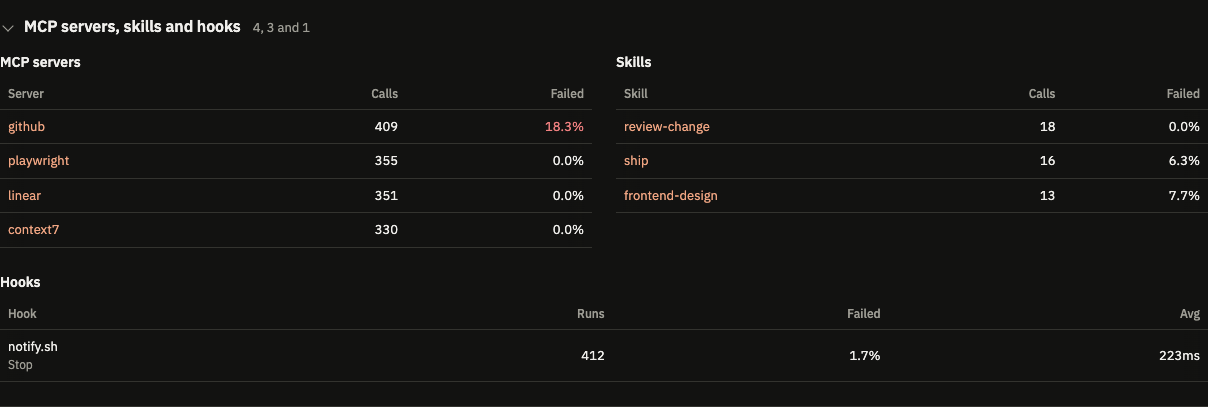 MCP servers, skills and hooks 4, 3 and 1
MCP servers
Server Calls Failed
github 409 18.3%
playwright 355 0.0%
linear 351 0.0%
context7 330 0.0%
Skills
Skill Calls Failed
review-change 18 0.0%
ship 16 6.3%
frontend-design 13 7.7%
Hooks
Hook Runs Failed Avg
notify.sh 412 1.7% 223ms
Stop